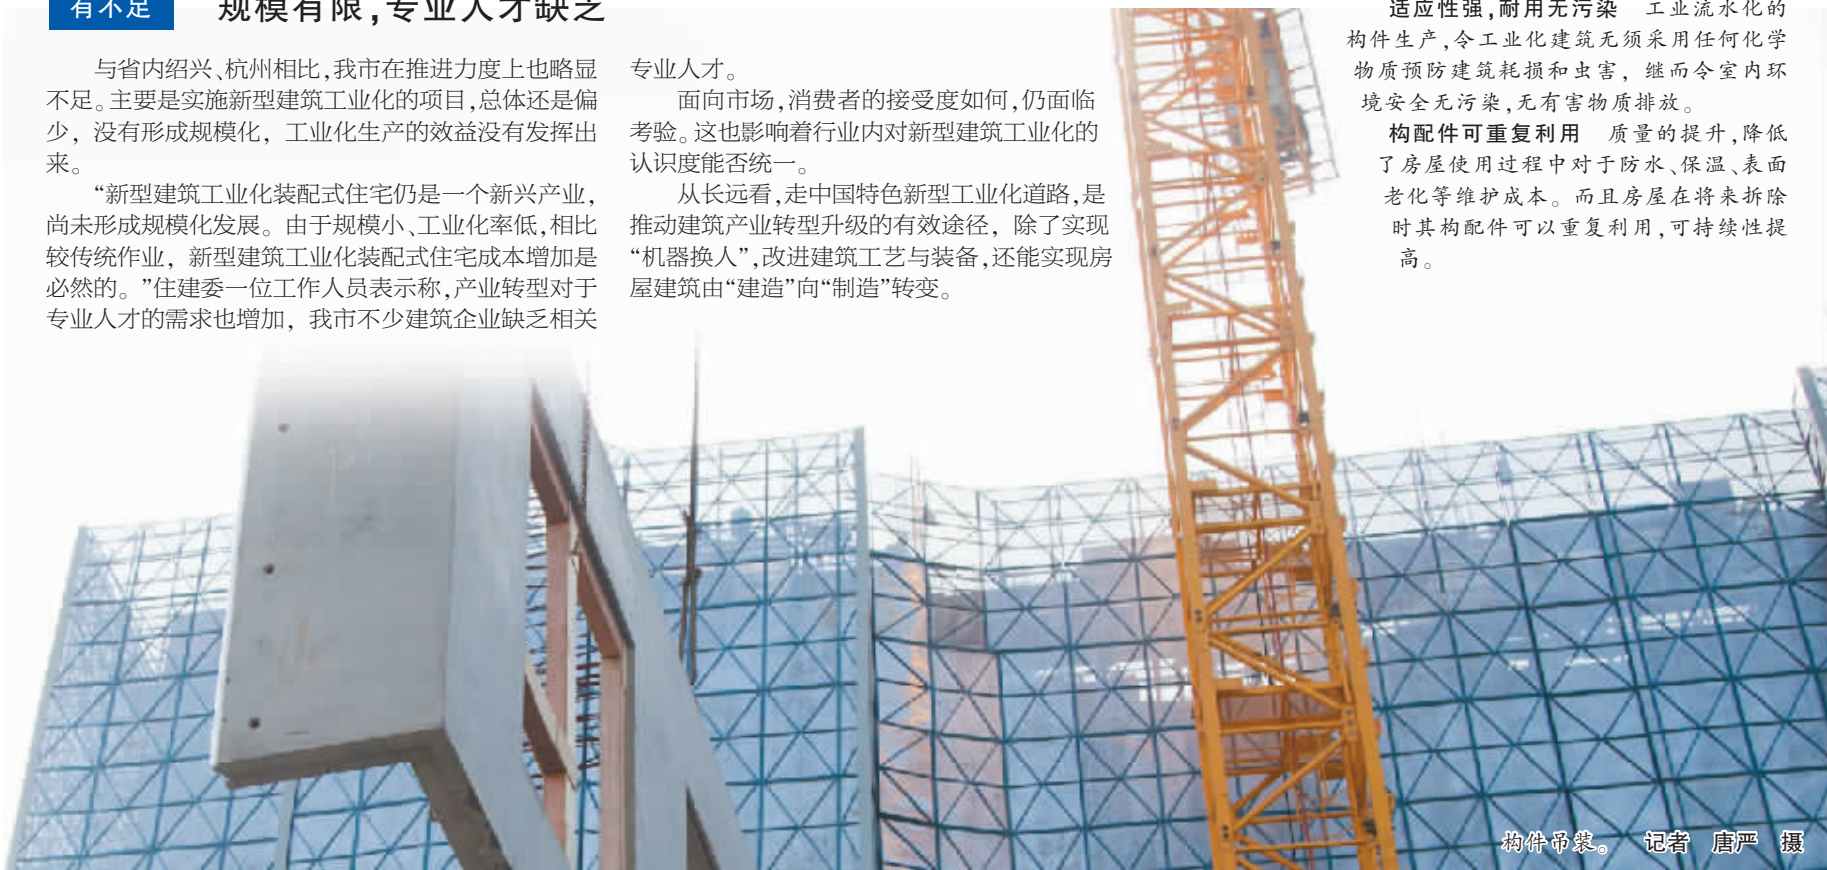 有不足
规模有限,专业人才缺乏
与省内绍兴、杭州相比,我市在推进力度上也略显
不足。主要是实施新型建筑工业化的项目,总体还是偏
少，没有形成规模化，工业化生产的效益没有发挥出
来。
“新型建筑工业化装配式住宅仍是一个新兴产业,
尚未形成规模化发展。由于规模小、工业化率低,相比
较传统作业，新型建筑工业化装配式住宅成本增加是
必然的。”住建委一位工作人员表示称,产业转型对于
专业人才的需求也增加，我市不少建筑企业缺乏相关
专业人才。
面向市场,消费者的接受度如何,仍面临
考验。这也影响着行业内对新型建筑工业化的
认识度能否统一。
从长远看,走中国特色新型工业化道路,是
推动建筑产业转型升级的有效途径，除了实现
“机器换人”,改进建筑工艺与装备,还能实现房
屋建筑由“建造”向“制造”转变。
适应性强,耐用无污染　工业流水化的
构件生产,令工业化建筑无须采用任何化学
物质预防建筑耗损和虫害，继而令室内环
境安全无污染,无有害物质排放。
构配件可重复利用　质量的提升,降低
了房屋使用过程中对于防水、保温、表面
老化等维护成本。而且房屋在将来拆除
时其构配件可以重复利用,可持续性提
高。
构件吊装。　记者　唐严　摄